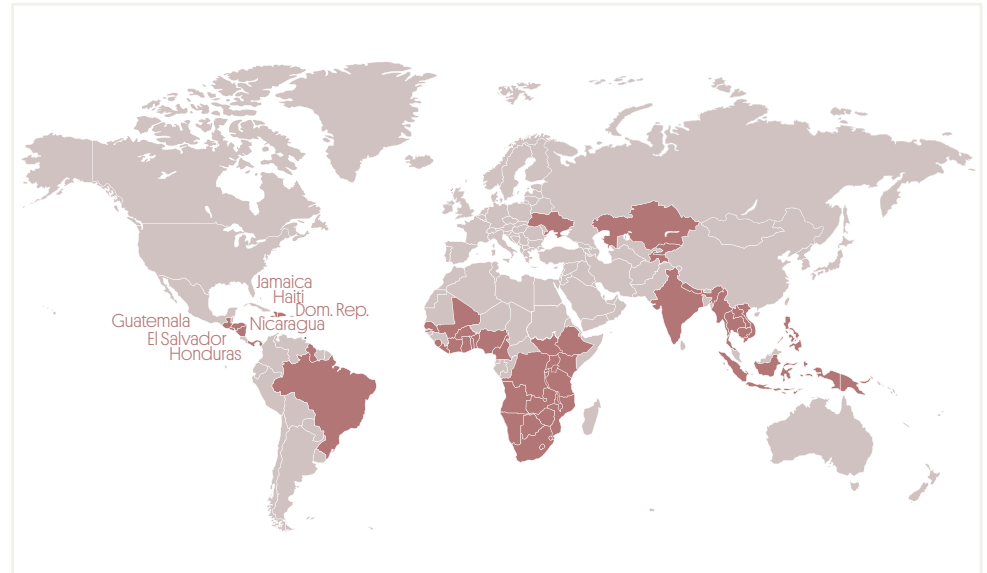 Jamaica
Haiti
Dom. Rep.
Guatemala
Nicaragua
El Salvador
Honduras